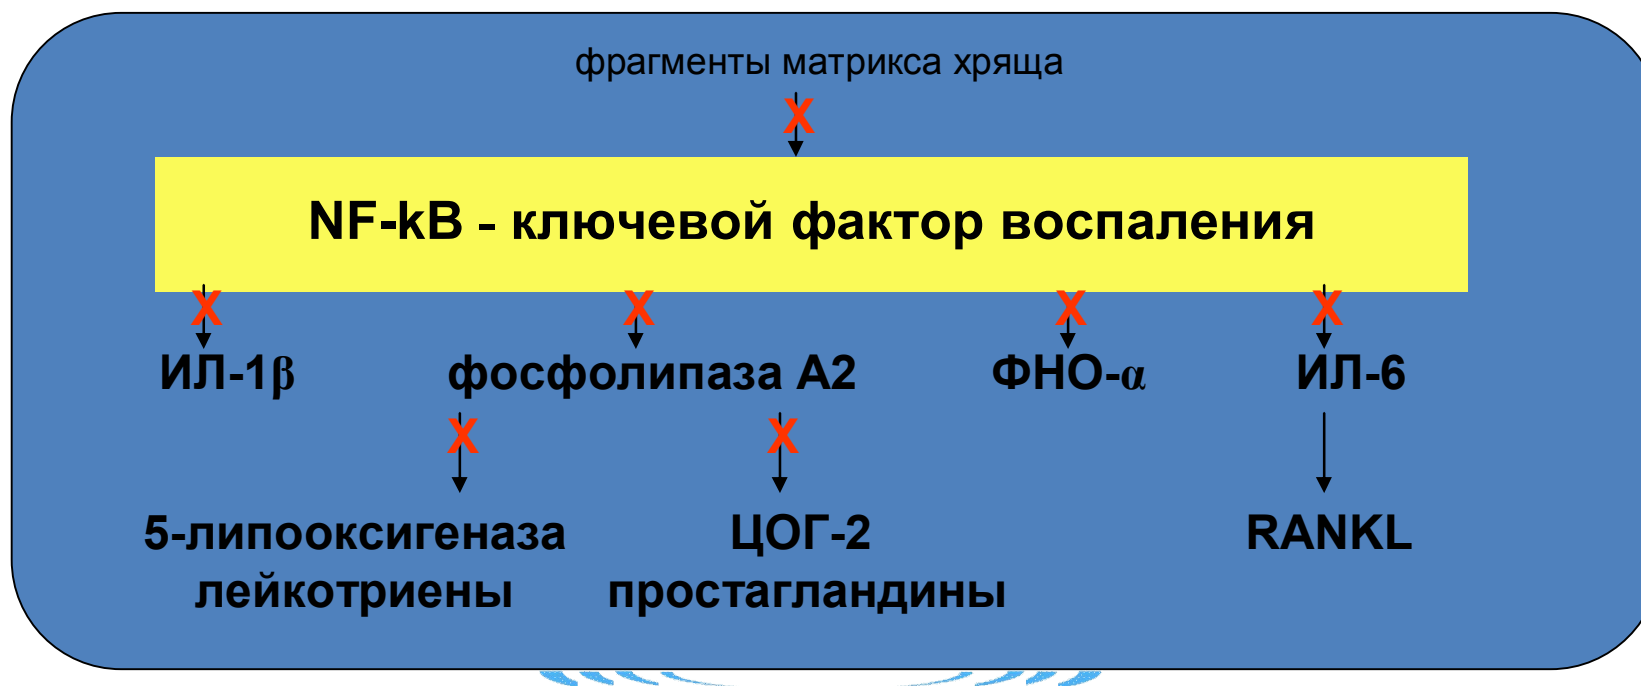 фрагменты матрикса хряща
X
NF-kB - ключевой фактор воспаления
X X X X
ИЛ-1β фосфолипаза А2 ФНО-α ИЛ-6
X X
5-липооксигеназа ЦОГ-2 RANKL
лейкотриены простагландины